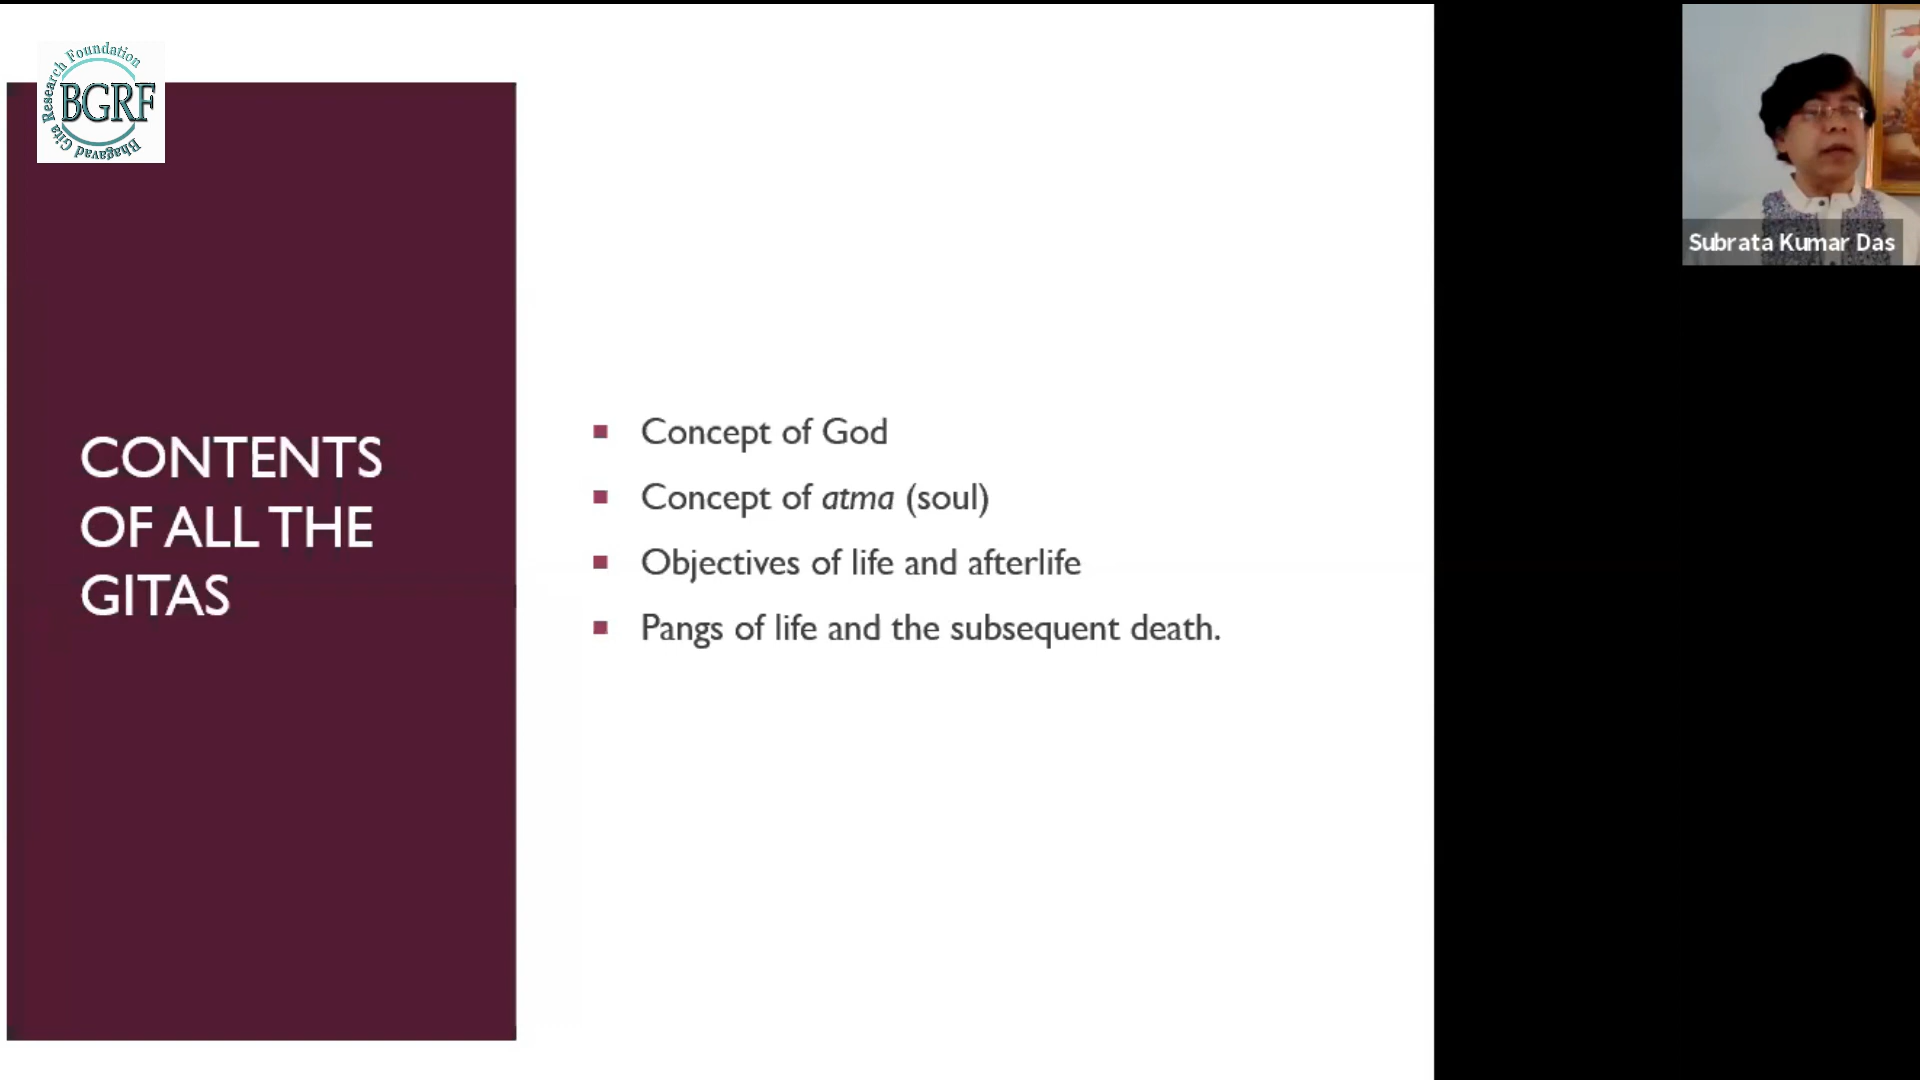 Bhagavad Gita Research Foundation
BGRF
CONTENTS
OF ALL THE
GITAS
Concept of God
Concept of atma (soul)
Objectives of life and afterlife
Pangs of life and the subsequent death.
Subrata Kumar Das